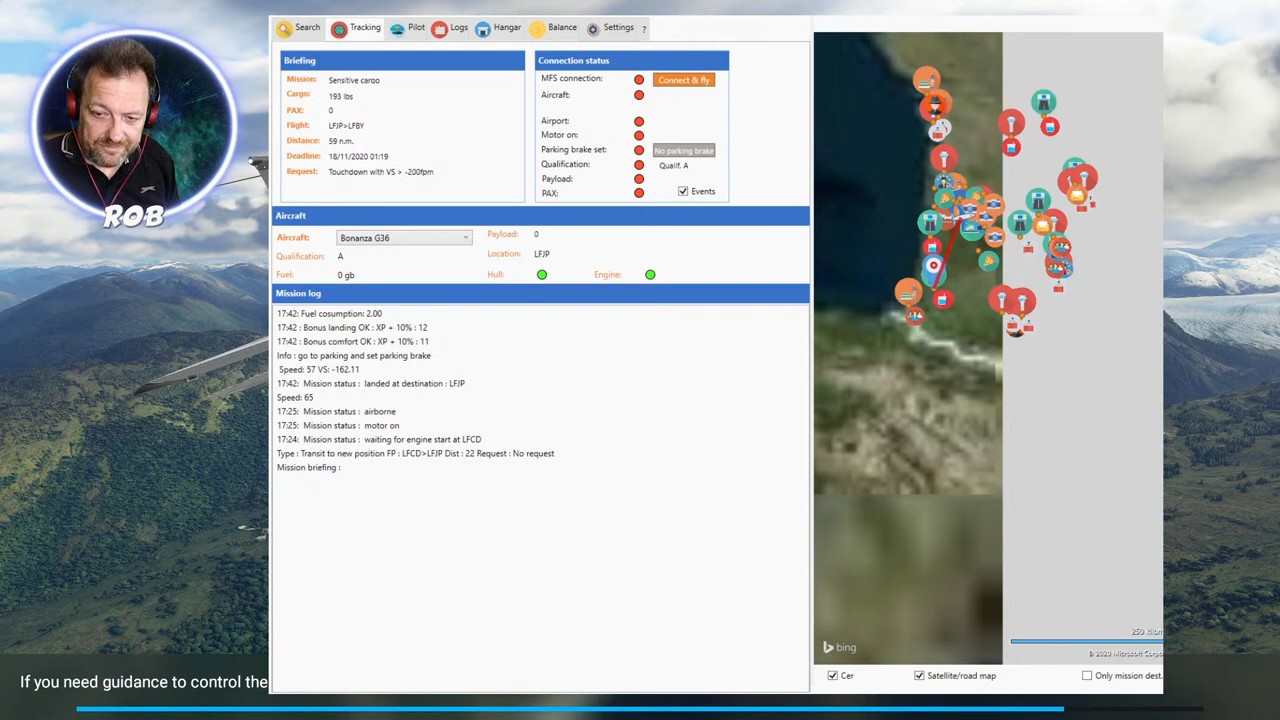 Search Tracking Pilot Logs Hangar Balance Settings ?
Briefing
Mission: Sensitive cargo
Cargo: 193 lbs
PAX: 0
Flight: LFJP>LFBY
Distance: 59 n.m.
Deadline: 18/11/2020 01:19
Request: Touchdown with VS > -200fpm
Connection status
MFS connection: Connect & fly
Aircraft:
Airport:
Motor on:
Parking brake set: No parking brake
Qualification: Qualif. A
Payload:
PAX: Events
ROB
Aircraft
Aircraft: Bonanza G36 Payload: 0
Qualification: A Location: LFJP
Fuel: 0 gb Hull: Engine:
Mission log
17:42: Fuel cosumption: 2.00
17:42 : Bonus landing OK : XP + 10% : 12
17:42 : Bonus comfort OK : XP + 10% : 11
Info : go to parking and set parking brake
Speed: 57 VS: -162.11
17:42: Mission status : landed at destination : LFJP
Speed: 65
17:25: Mission status : airborne
17:25: Mission status : motor on
17:24: Mission status : waiting for engine start at LFCD
Type : Transit to new position FP : LFCD>LFJP Dist : 22 Request : No request
Mission briefing :
250 kilom
bing
© 2020 Microsoft Corpo
Cer Satellite/road map Only mission dest.
If you need guidance to control the